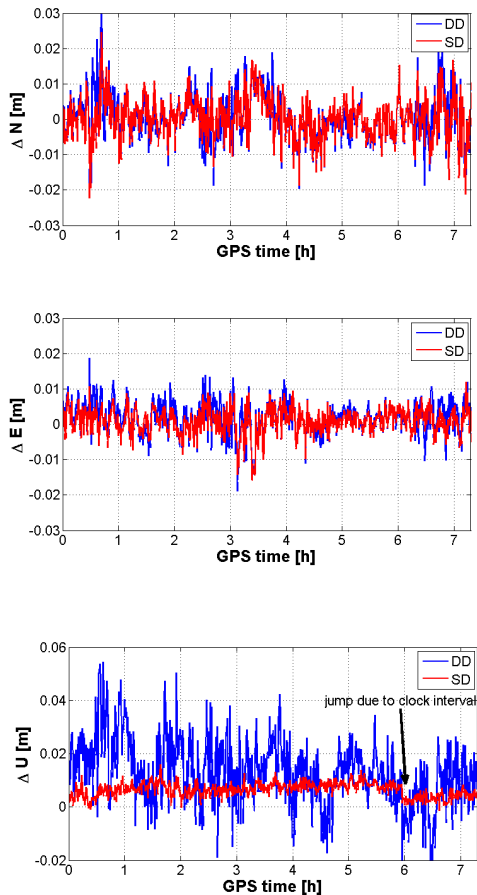 0.03
0.02
0.01
0
-0.01
-0.02
-0.03
Δ N [m]
DD
SD
0 1 2 3 4 5 6 7
GPS time [h]
0.03
0.02
0.01
0
-0.01
-0.02
-0.03
Δ E [m]
DD
SD
0 1 2 3 4 5 6 7
GPS time [h]
0.06
0.04
0.02
0
-0.02
Δ U [m]
DD
SD
jump due to clock interval
0 1 2 3 4 5 6 7
GPS time [h]